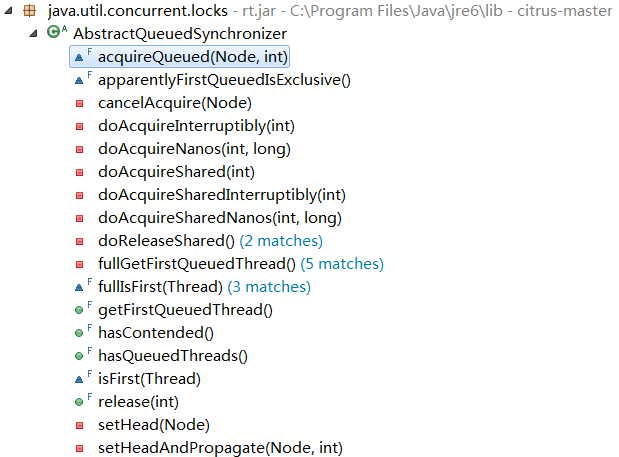 java.util.concurrent.locks - rt.jar - C:\Program Files\Java\jre6\lib - citrus-master
C A AbstractQueuedSynchronizer
F acquireQueued(Node, int)
F apparentlyFirstQueuedIsExclusive()
cancelAcquire(Node)
doAcquireInterruptibly(int)
doAcquireNanos(int, long)
doAcquireShared(int)
doAcquireSharedInterruptibly(int)
doAcquireSharedNanos(int, long)
doReleaseShared() (2 matches)
fullGetFirstQueuedThread() (5 matches)
F fullIsFirst(Thread) (3 matches)
F getFirstQueuedThread()
F hasContended()
F hasQueuedThreads()
F isFirst(Thread)
F release(int)
setHead(Node)
setHeadAndPropagate(Node, int)